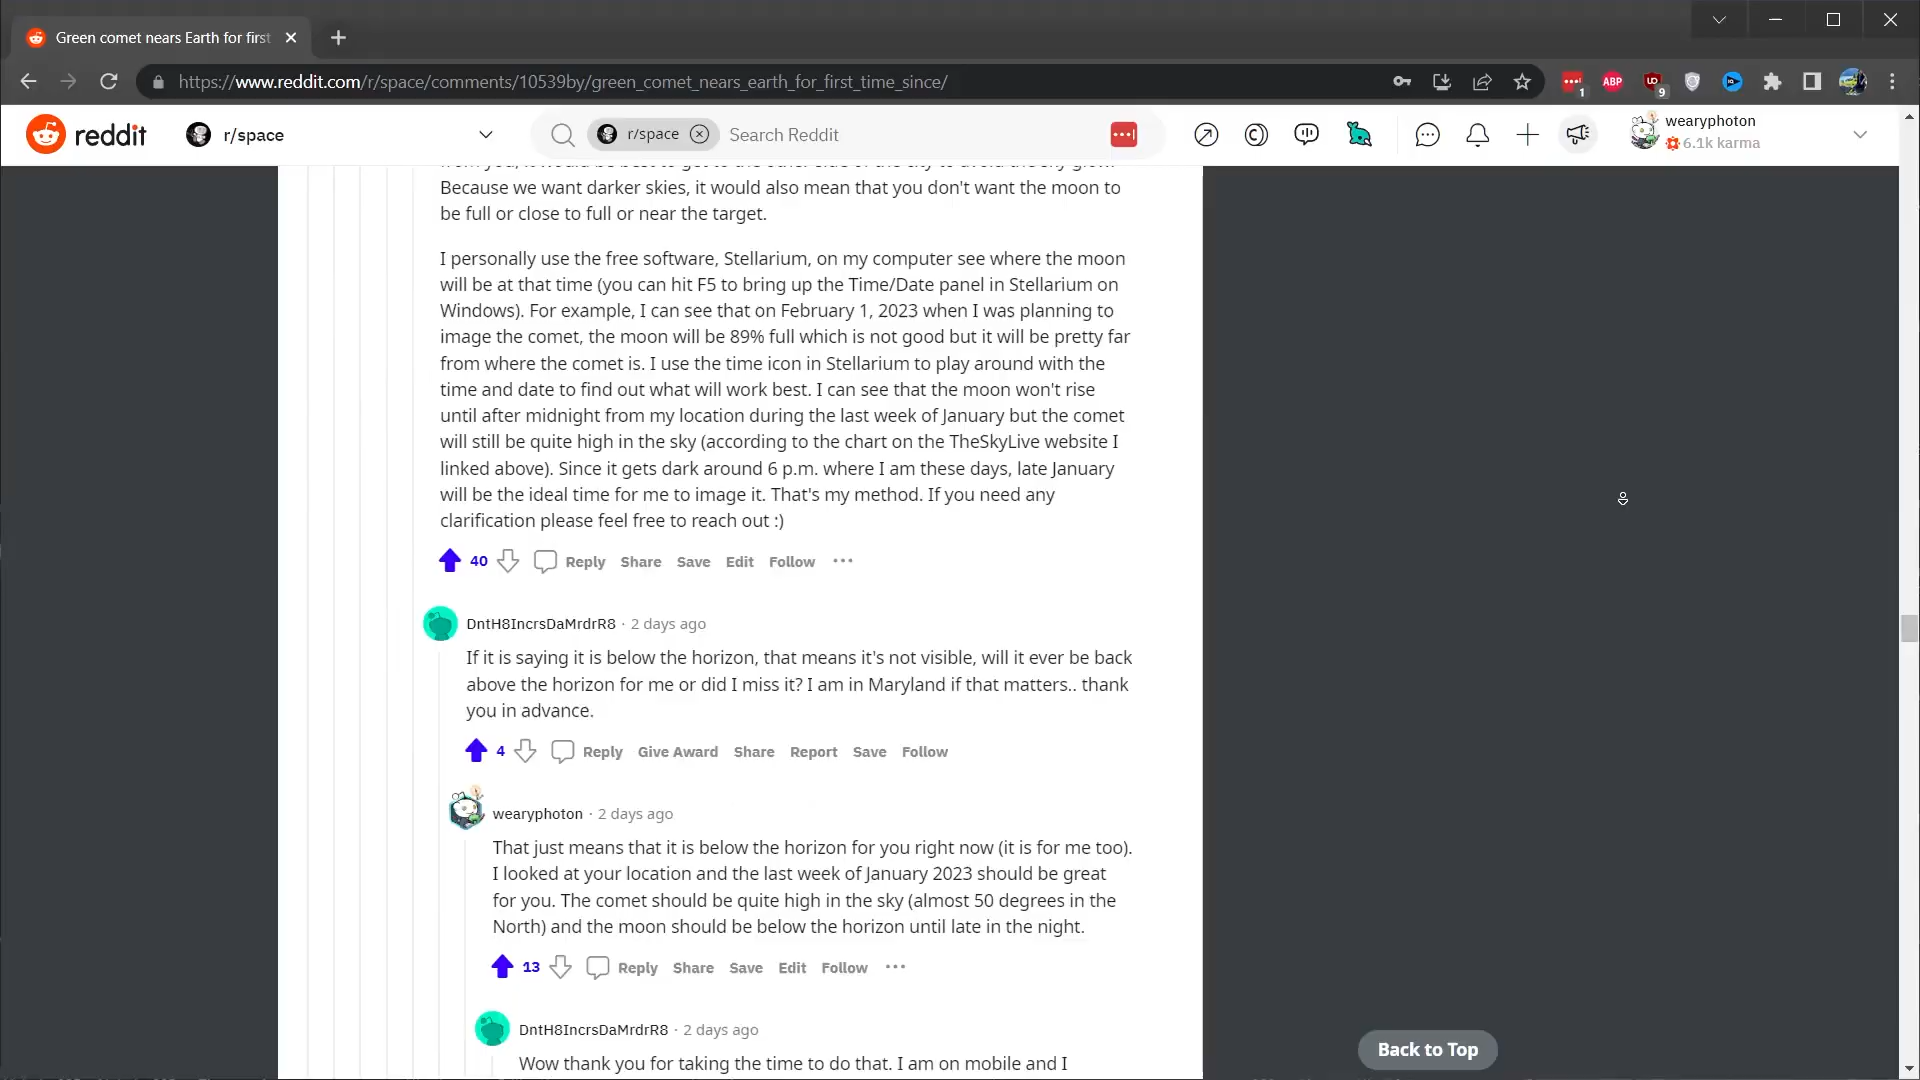 Green comet nears Earth for first
https://www.reddit.com/r/space/comments/10539by/green_comet_nears_earth_for_first_time_since/
1
ABP
9
reddit
r/space
r/space
Search Reddit
wearyphoton
6.1k karma
Because we want darker skies, it would also mean that you don't want the moon to
be full or close to full or near the target.
I personally use the free software, Stellarium, on my computer see where the moon
will be at that time (you can hit F5 to bring up the Time/Date panel in Stellarium on
Windows). For example, I can see that on February 1, 2023 when I was planning to
image the comet, the moon will be 89% full which is not good but it will be pretty far
from where the comet is. I use the time icon in Stellarium to play around with the
time and date to find out what will work best. I can see that the moon won't rise
until after midnight from my location during the last week of January but the comet
will still be quite high in the sky (according to the chart on the TheSkyLive website I
linked above). Since it gets dark around 6 p.m. where I am these days, late January
will be the ideal time for me to image it. That's my method. If you need any
clarification please feel free to reach out :)
40 Reply Share Save Edit Follow ···
DntH8IncrsDaMrdrR8 · 2 days ago
If it is saying it is below the horizon, that means it's not visible, will it ever be back
above the horizon for me or did I miss it? I am in Maryland if that matters.. thank
you in advance.
4 Reply Give Award Share Report Save Follow
wearyphoton · 2 days ago
That just means that it is below the horizon for you right now (it is for me too).
I looked at your location and the last week of January 2023 should be great
for you. The comet should be quite high in the sky (almost 50 degrees in the
North) and the moon should be below the horizon until late in the night.
13 Reply Share Save Edit Follow ···
DntH8IncrsDaMrdrR8 · 2 days ago
Wow thank you for taking the time to do that. I am on mobile and I
Back to Top